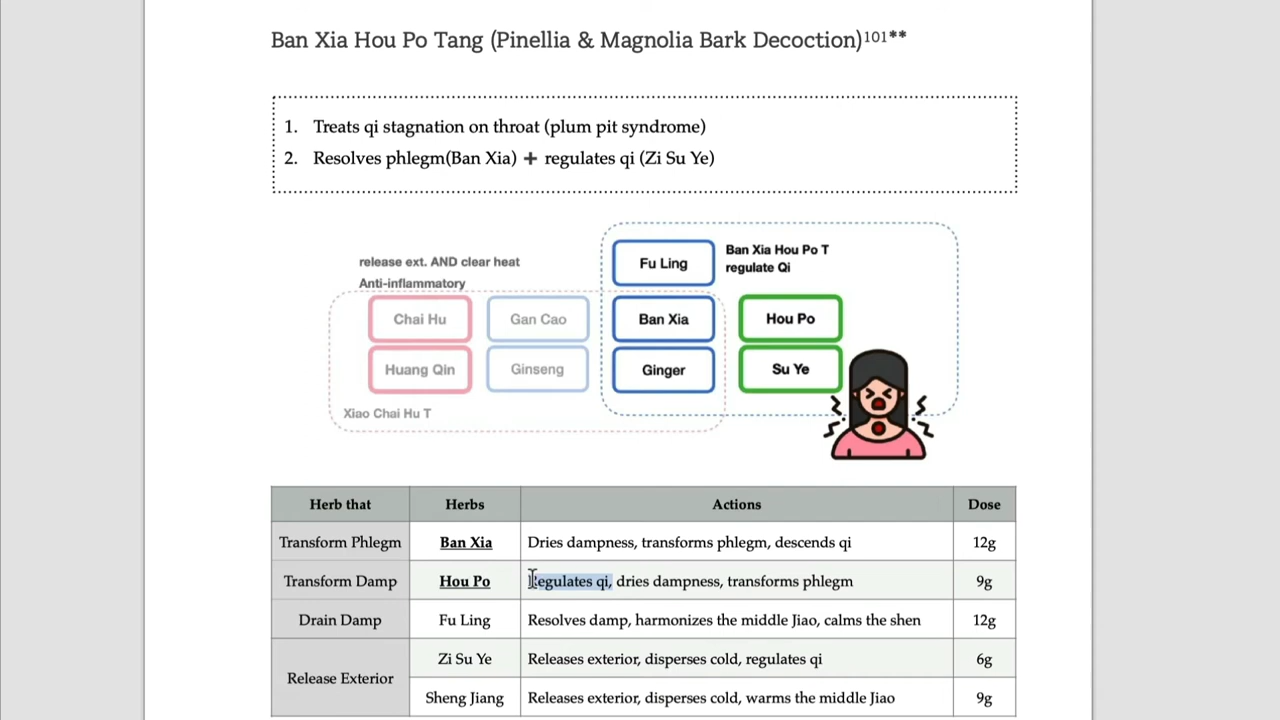 Ban Xia Hou Po Tang (Pinellia & Magnolia Bark Decoction)101**
1. Treats qi stagnation on throat (plum pit syndrome)
2. Resolves phlegm(Ban Xia) + regulates qi (Zi Su Ye)
release ext. AND clear heat
Anti-inflammatory
Fu Ling
Ban Xia Hou Po T
regulate Qi
Chai Hu
Gan Cao
Ban Xia
Hou Po
Huang Qin
Ginseng
Ginger
Su Ye
Xiao Chai Hu T
Herb that Herbs Actions Dose
Transform Phlegm Ban Xia Dries dampness, transforms phlegm, descends qi 12g
Transform Damp Hou Po Regulates qi, dries dampness, transforms phlegm 9g
Drain Damp Fu Ling Resolves damp, harmonizes the middle Jiao, calms the shen 12g
Release Exterior Zi Su Ye Releases exterior, disperses cold, regulates qi 6g
Sheng Jiang Releases exterior, disperses cold, warms the middle Jiao 9g